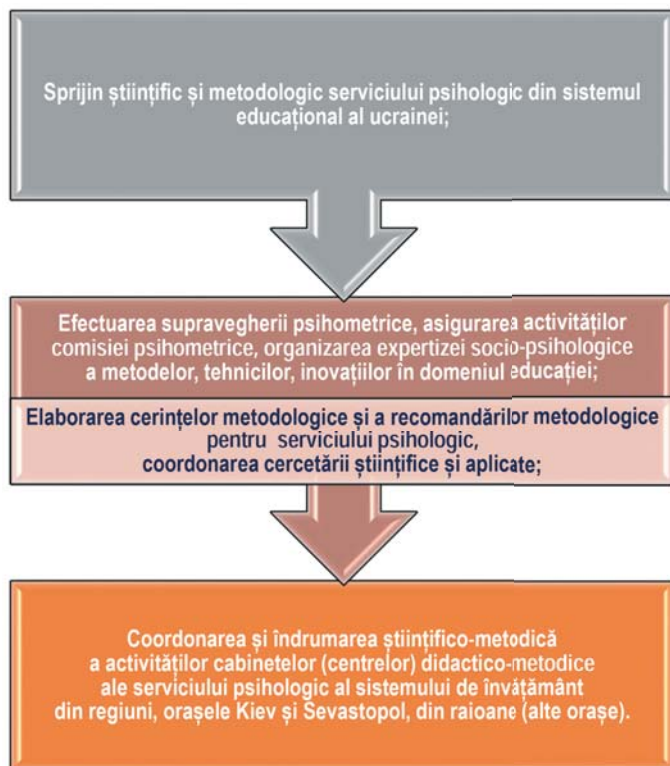 Sprijin științific și metodologic serviciului psihologic din sistemul
educațional al ucrainei;
Efectuarea supravegherii psihometrice, asigurarea activităților
comisiei psihometrice, organizarea expertizei socio-psihologice
a metodelor, tehnicilor, inovațiilor în domeniul educației;
Elaborarea cerințelor metodologice și a recomandărilor metodologice
pentru serviciului psihologic,
coordonarea cercetării științifice și aplicate;
Coordonarea și îndrumarea științifico-metodică
a activităților cabinetelor (centrelor) didactico-metodice
ale serviciului psihologic al sistemului de învățământ
din regiuni, orașele Kiev și Sevastopol, din raioane (alte orașe).